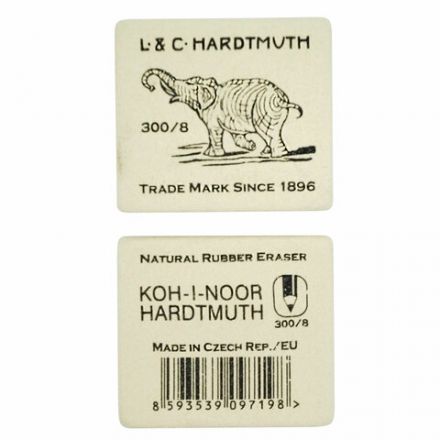 L. & C. HARDTMUTH
300/8
TRADE MARK SINCE 1896
NATURAL RUBBER ERASER
KOH-I-NOOR
HARDTMUTH
300/8
MADE IN CZECH REP./EU
8 593539 097198 >